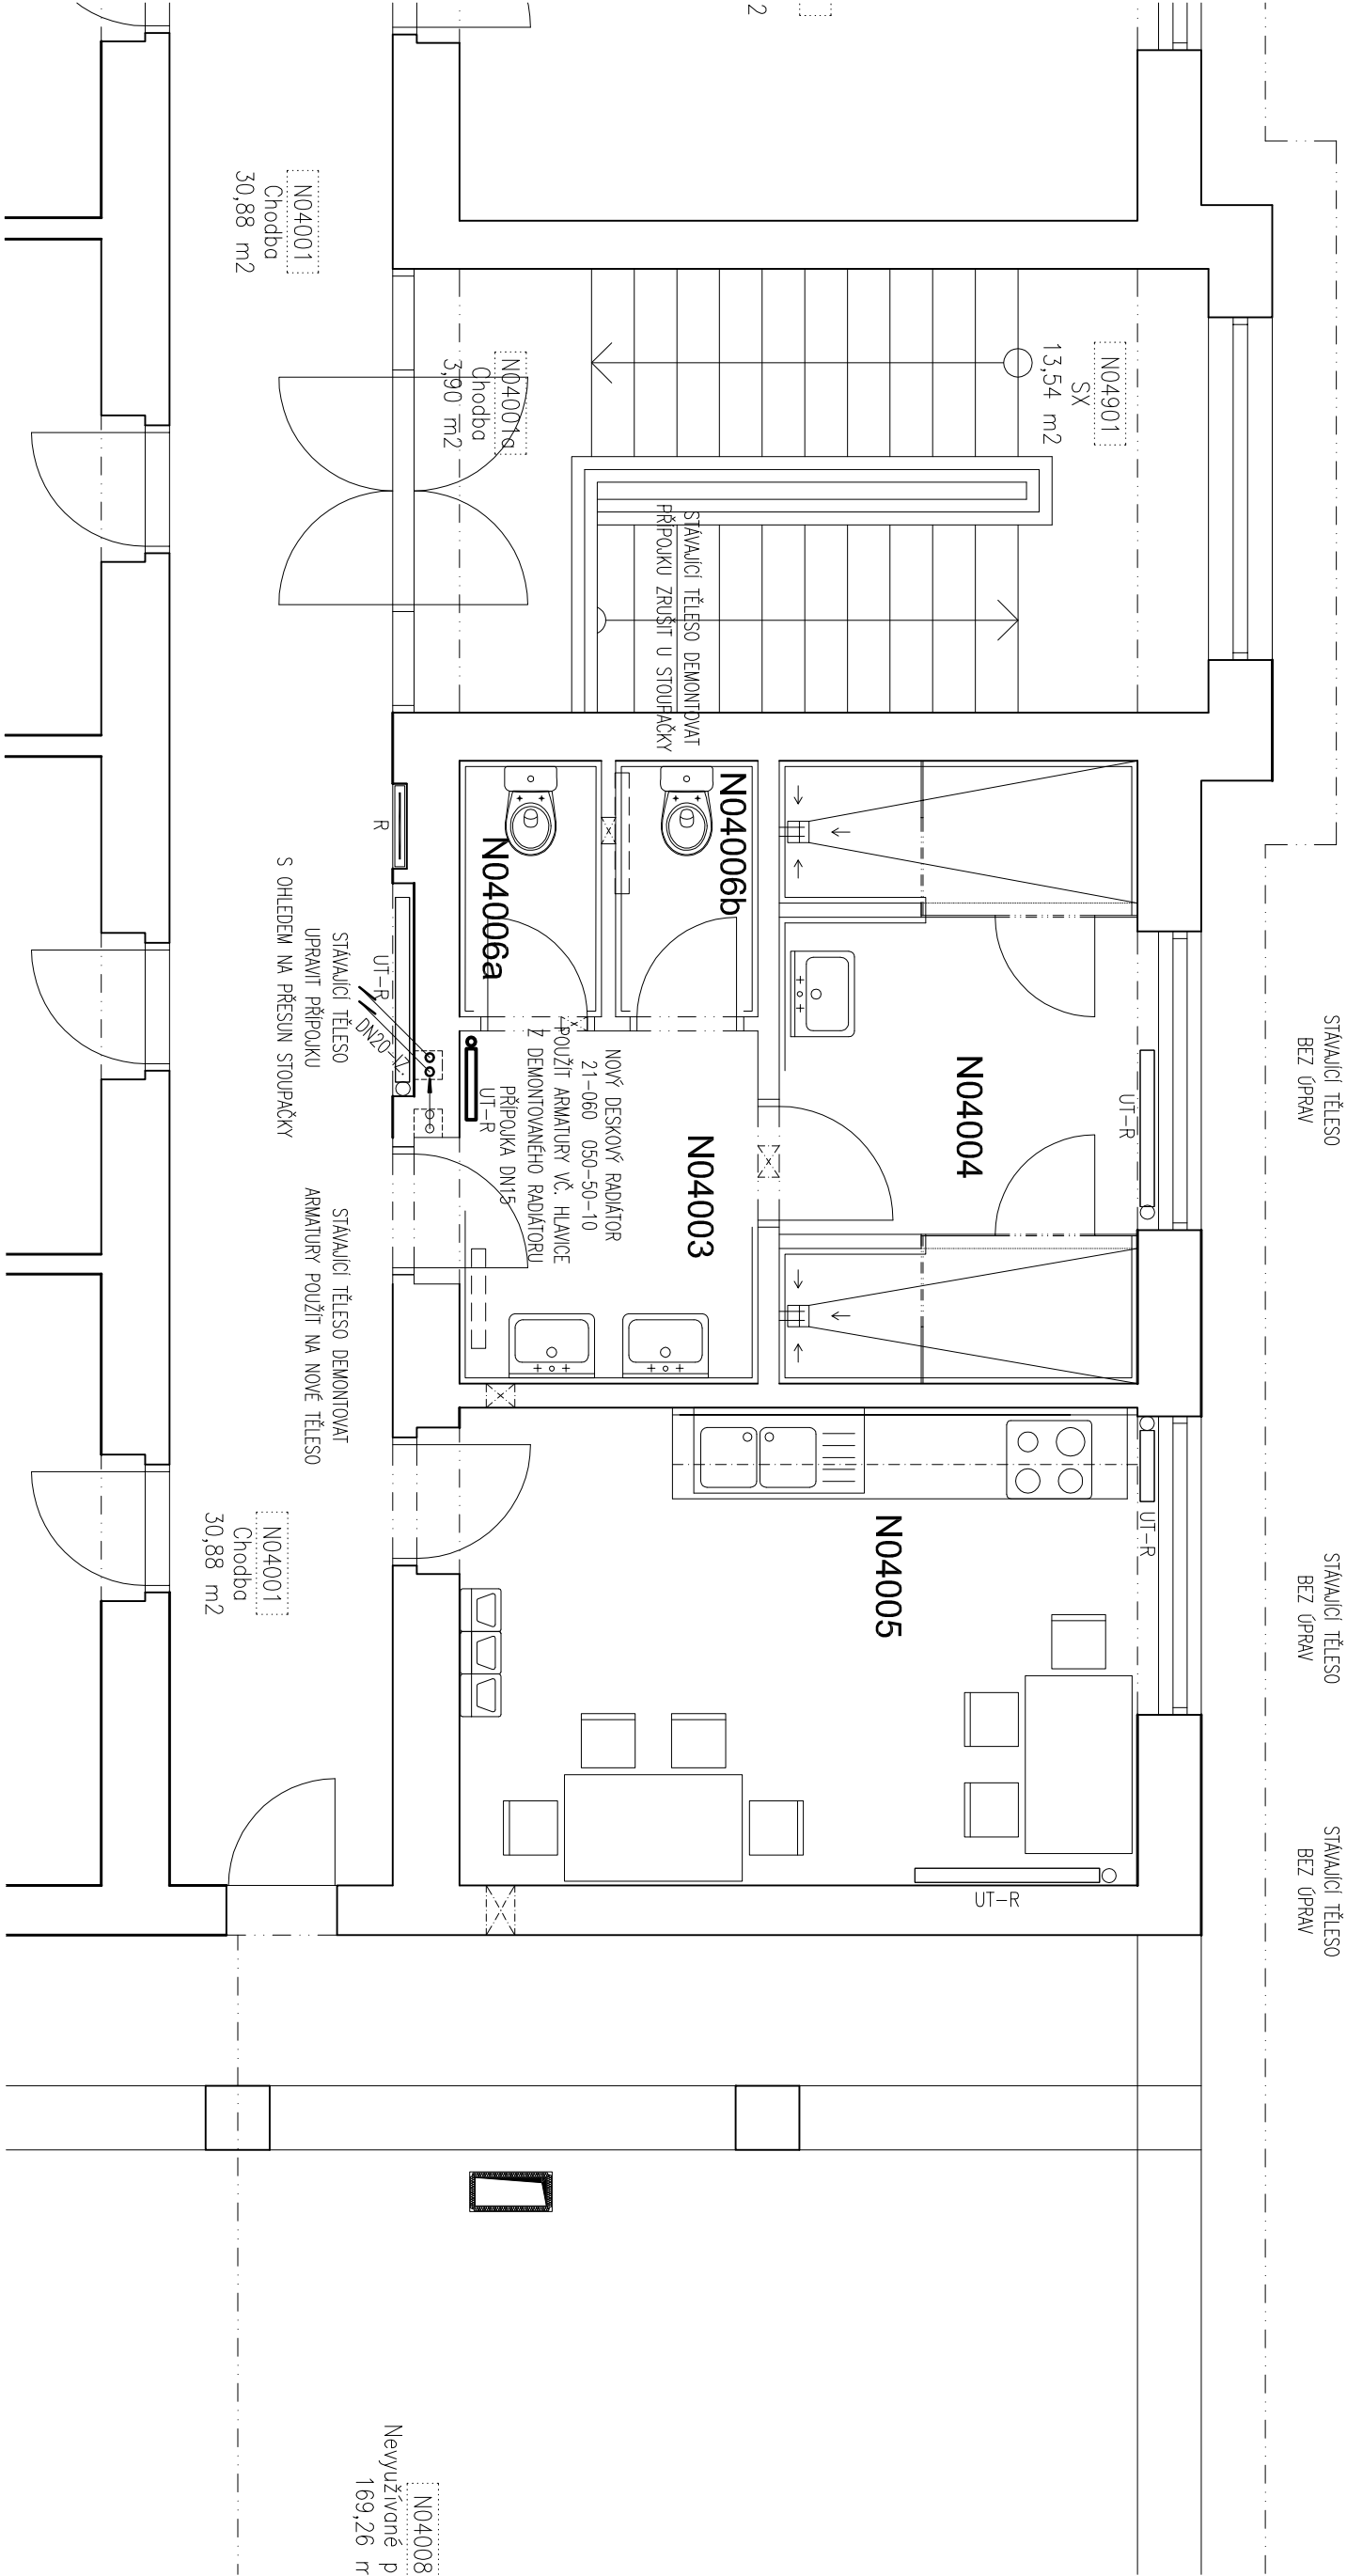 2
N04001
Chodba
30,88 m2
N04001a
Chodba
3,90 m2
N04901
SX
13,54 m2
STÁVAJÍCÍ TĚLESO DEMONTOVAT
PŘÍPOJKU ZRUŠIT U STOUPAČKY
N04006b
N04006a
R
UT-R
DN20
STÁVAJÍCÍ TĚLESO
UPRAVIT PŘÍPOJKU
S OHLEDEM NA PŘESUN STOUPAČKY
N04004
UT-R
STÁVAJÍCÍ TĚLESO
BEZ ÚPRAV
N04003
NOVÝ DESKOVÝ RADIÁTOR
21-060 050-50-10
POUŽÍT ARMATURY VČ. HLAVICE
Z DEMONTOVANÉHO RADIÁTORU
PŘÍPOJKA DN15
UT-R
STÁVAJÍCÍ TĚLESO DEMONTOVAT
ARMATURY POUŽÍT NA NOVÉ TĚLESO
N04001
Chodba
30,88 m2
N04005
UT-R
STÁVAJÍCÍ TĚLESO
BEZ ÚPRAV
UT-R
STÁVAJÍCÍ TĚLESO
BEZ ÚPRAV
N04008
Nevyužívané p
169,26 m